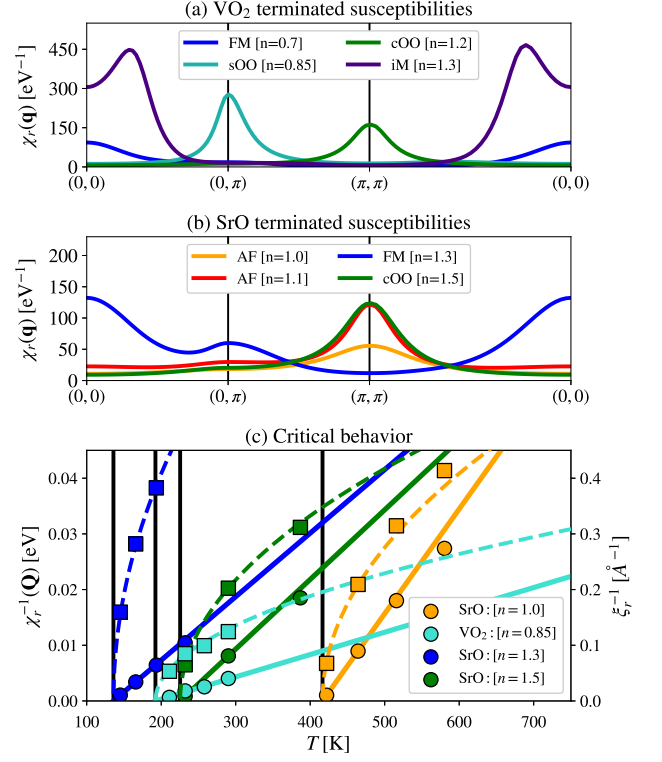 (a) VO₂ terminated susceptibilities
χᵣ(q) [eV⁻¹]
450
300
150
0
FM [n=0.7]
sOO [n=0.85]
cOO [n=1.2]
iM [n=1.3]
(0, 0)
(0, π)
(π, π)
(0, 0)
(b) SrO terminated susceptibilities
χᵣ(q) [eV⁻¹]
200
150
100
50
0
AF [n=1.0]
AF [n=1.1]
FM [n=1.3]
cOO [n=1.5]
(0, 0)
(0, π)
(π, π)
(0, 0)
(c) Critical behavior
χᵣ⁻¹(Q) [eV]
0.04
0.03
0.02
0.01
0.00
0.4
0.3
0.2
0.1
0.0
ξᵣ⁻¹ [Å⁻¹]
SrO: [n = 1.0]
VO₂: [n = 0.85]
SrO: [n = 1.3]
SrO: [n = 1.5]
100 200 300 400 500 600 700
T [K]